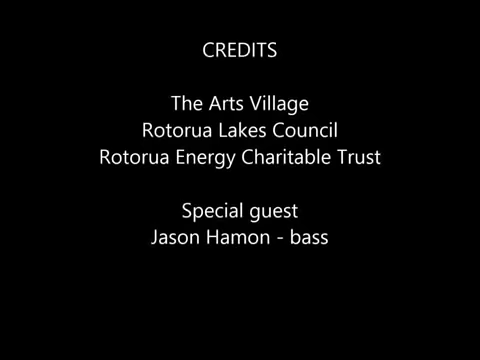 CREDITS
The Arts Village
Rotorua Lakes Council
Rotorua Energy Charitable Trust
Special guest
Jason Hamon - bass